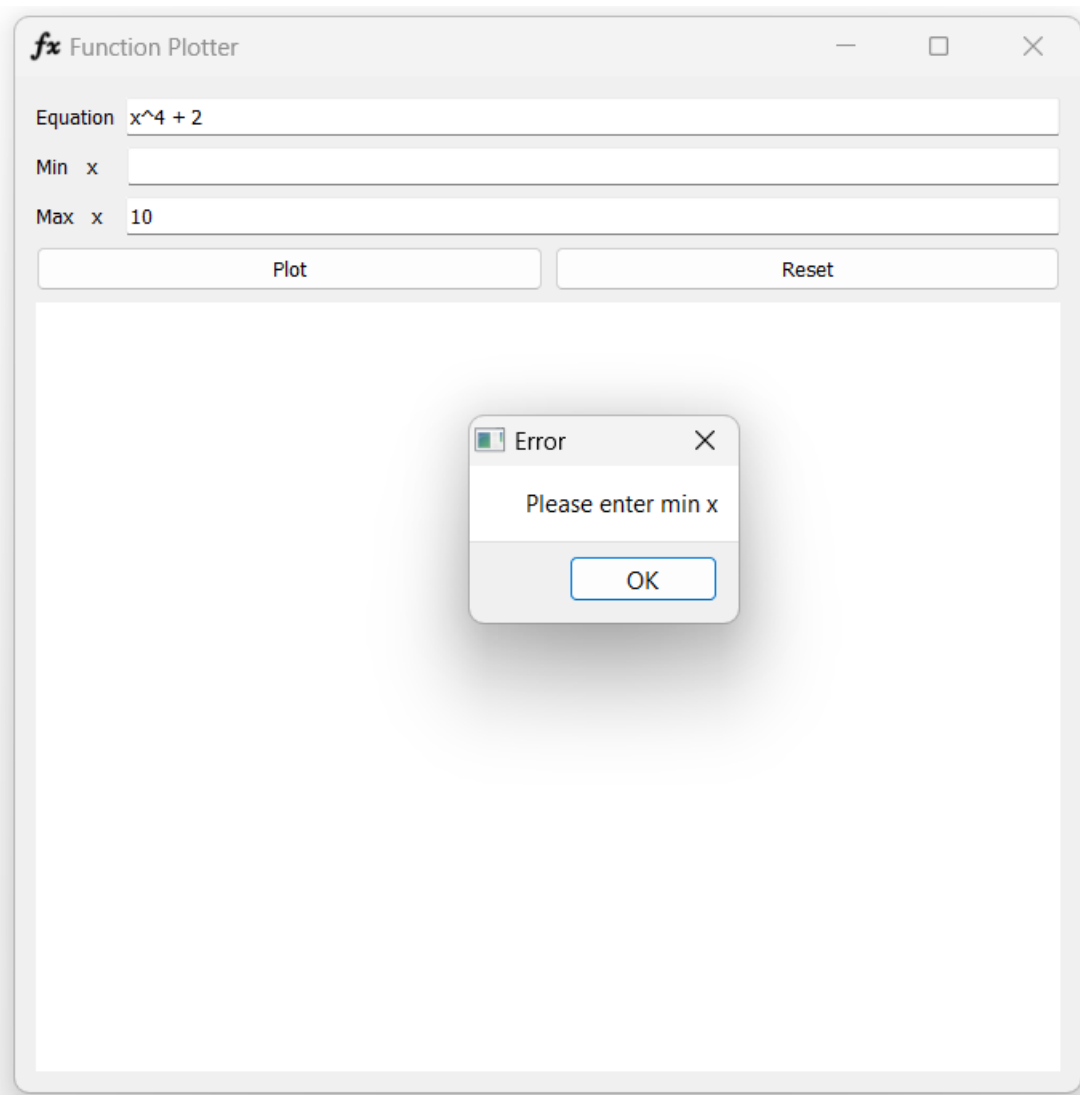 fx Function Plotter
Equation x^4 + 2
Min x
Max x 10
Plot Reset
Error
Please enter min x
OK